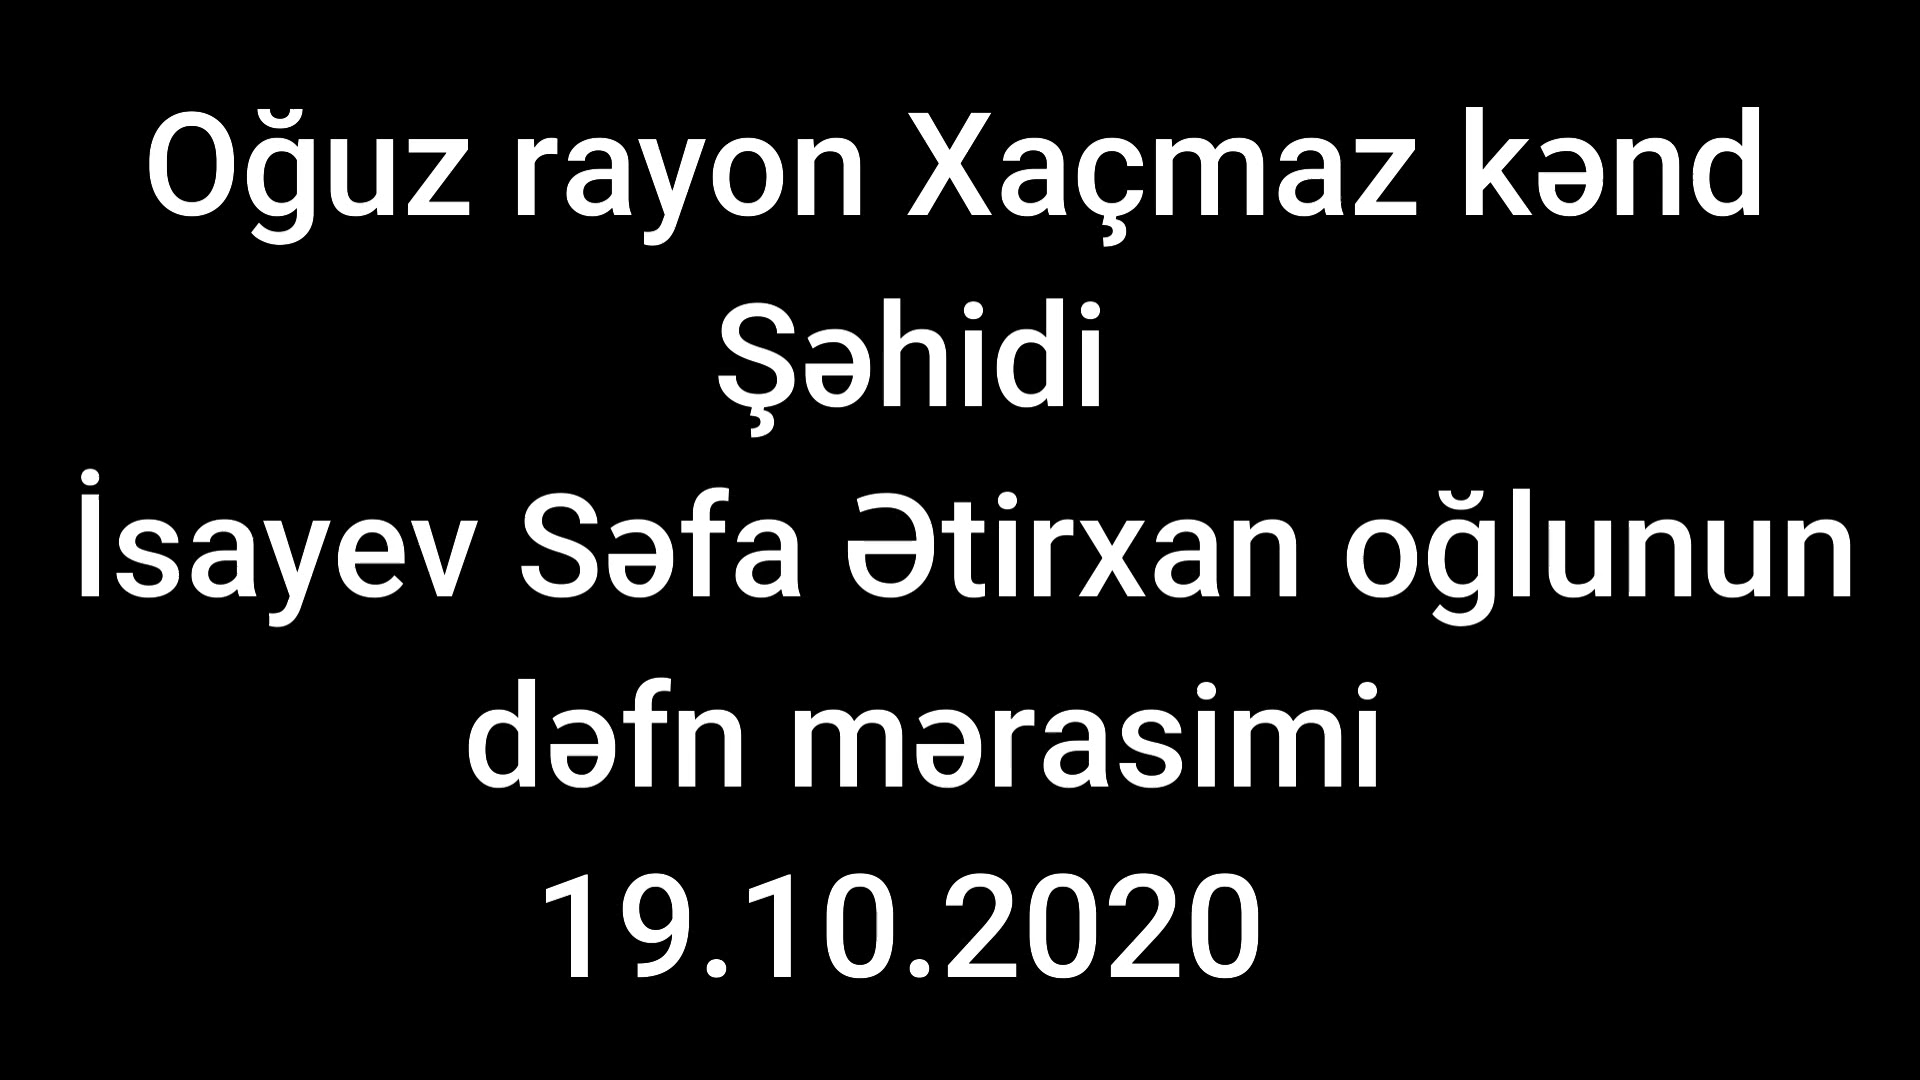 Oğuz rayon Xaçmaz kənd
Şəhidi
İsayev Səfa Ətirxan oğlunun
dəfn mərasimi
19.10.2020